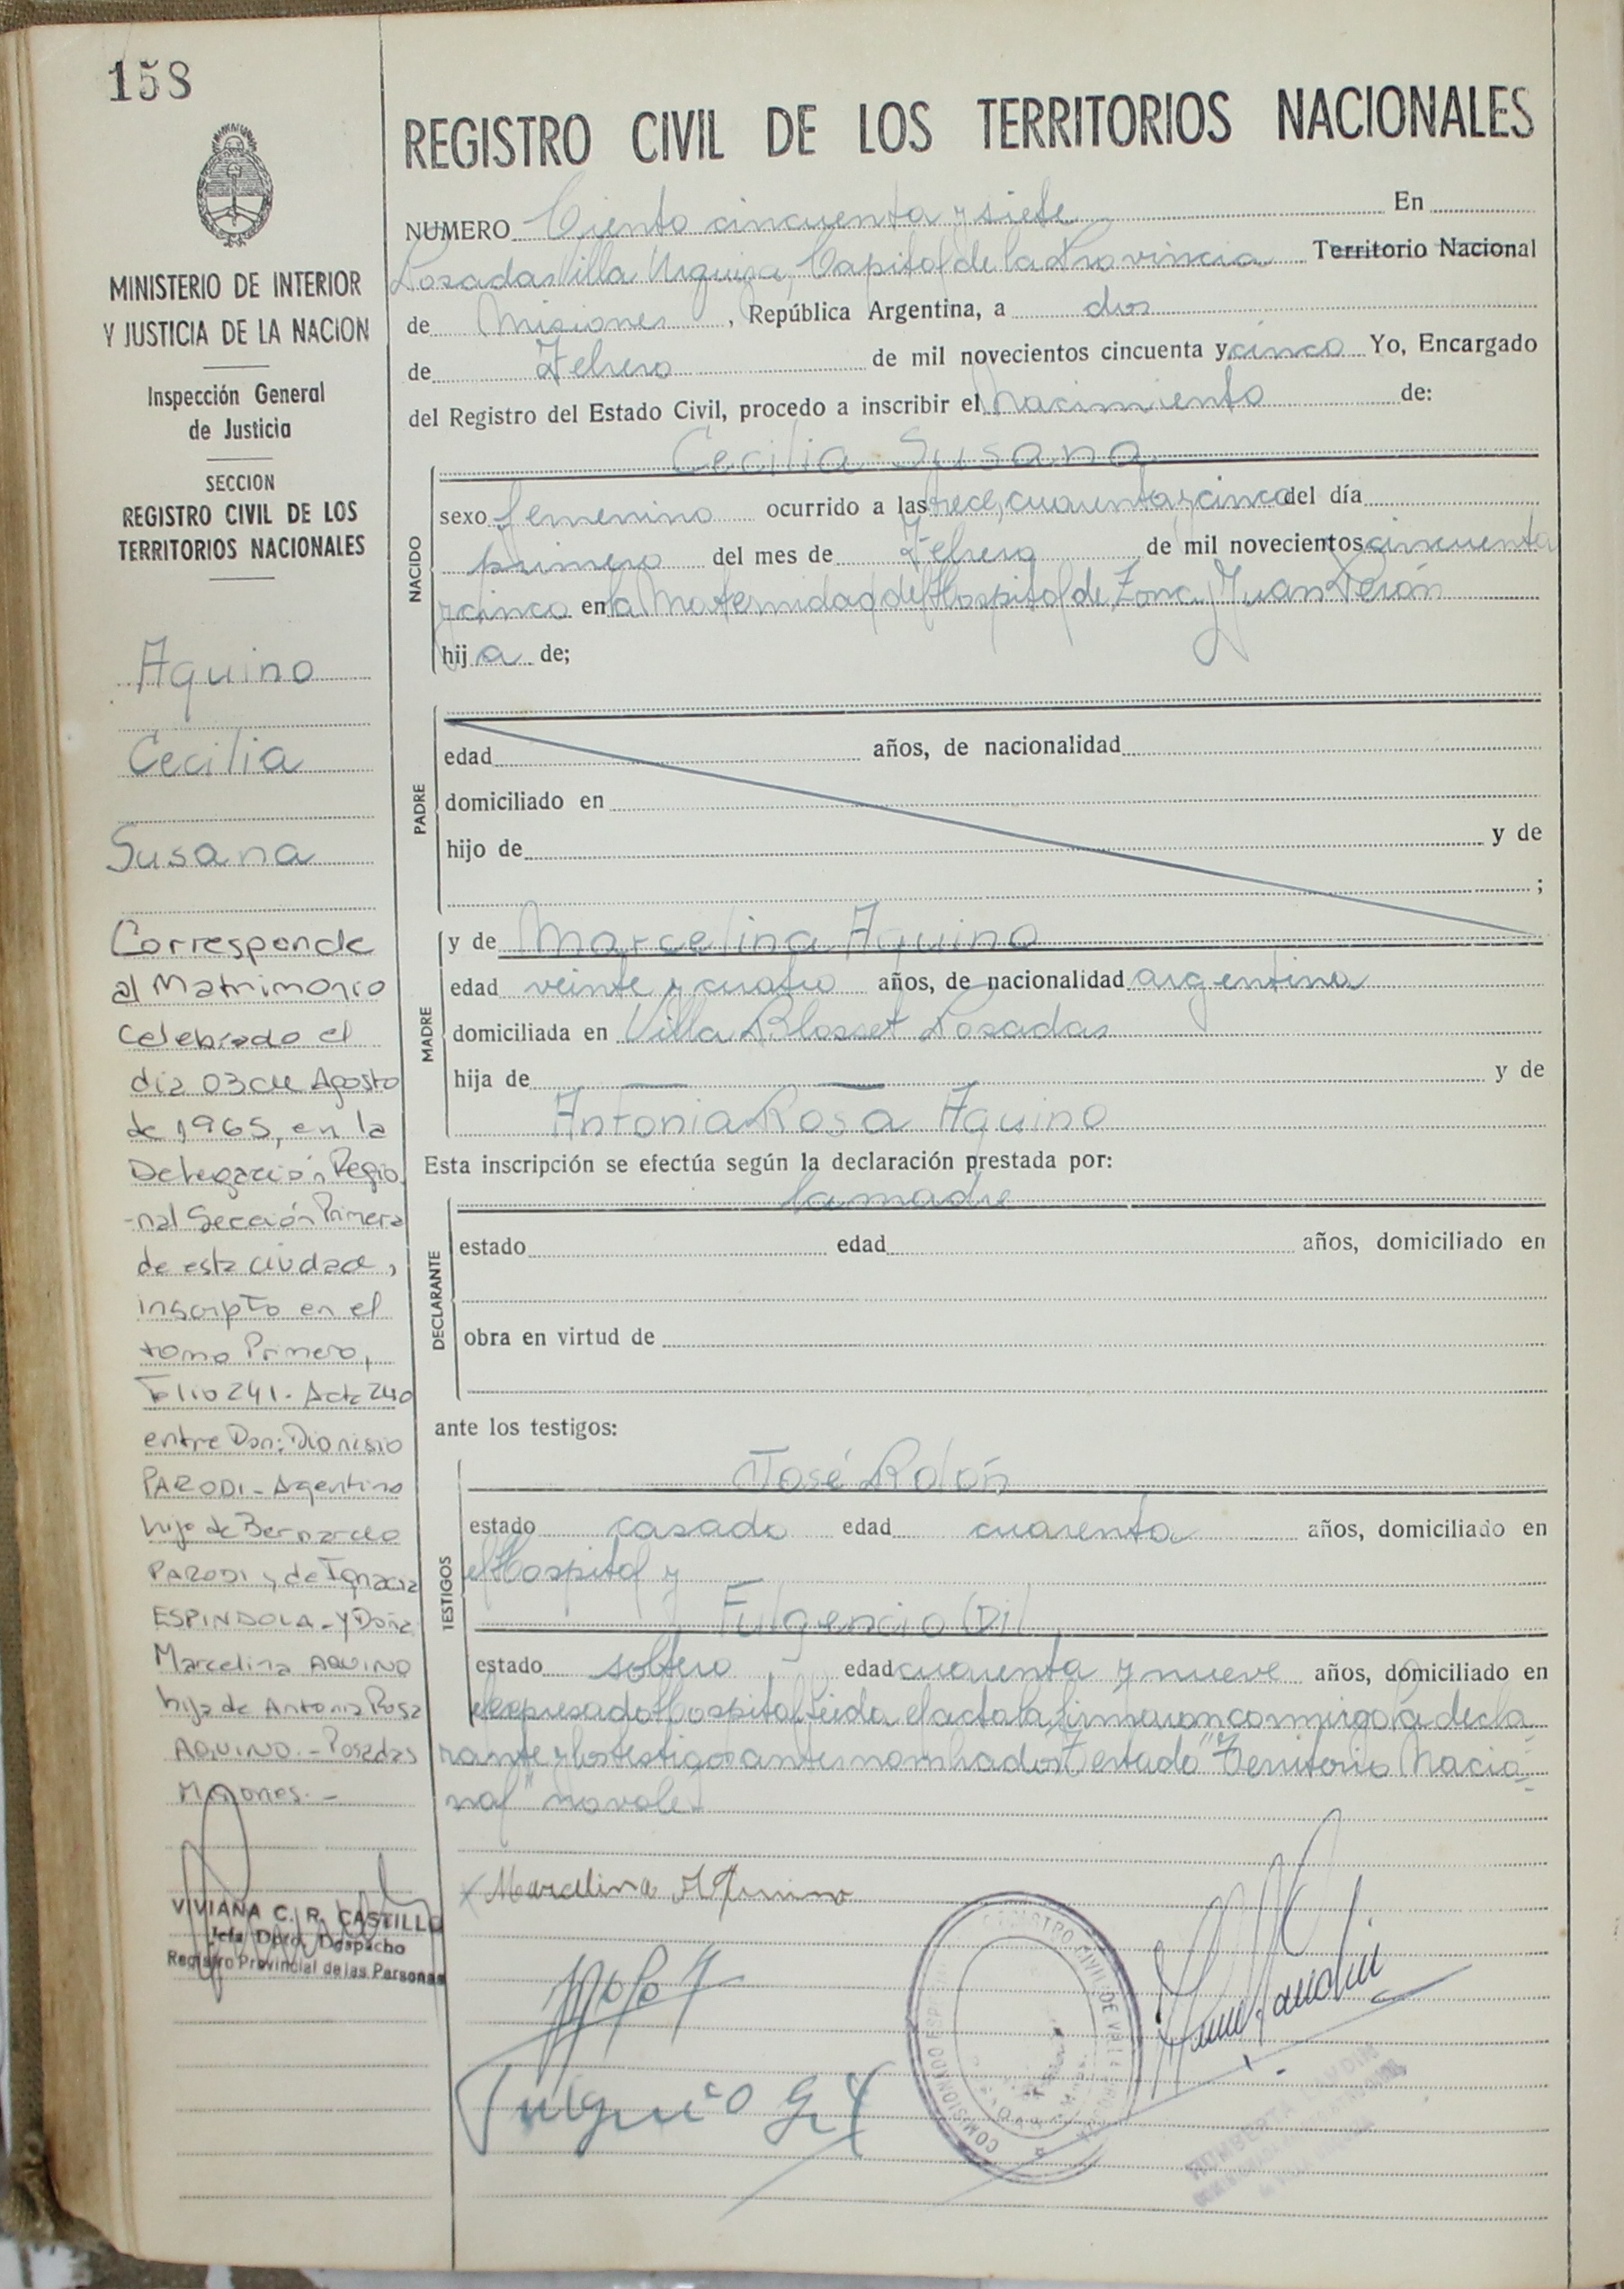 158
MINISTERIO DE INTERIOR
Y JUSTICIA DE LA NACION
Inspección General
de Justicia
SECCION
REGISTRO CIVIL DE LOS
TERRITORIOS NACIONALES
Aquino
Cecilia
Susana
Corresponde
al Matrimonio
celebrado el
día 03 de Agosto
de 1965, en la
Delegación Regio
-nal Sección Primera
de esta ciudad,
inscripto en el
tomo Primero,
Folio 241. Acta 240
entre Don: Dionisio
PARODI - Argentino
hijo de Bernardo
PARODI y de Ignacia
ESPINDOLA - y Doña
Marcelina AQUINO
hija de Antonia Rosa
AQUINO. - Posadas
Misiones. -
VIVIANA C. R. CASTILLO
Jefa Dpto. Despacho
Registro Provincial de las Personas
REGISTRO CIVIL DE LOS TERRITORIOS NACIONALES
NUMERO Ciento cincuenta y siete En
Posadas Villa Urquiza, Capital de la Provincia Territorio Nacional
de Misiones, República Argentina, a dos
de Febrero de mil novecientos cincuenta y cinco Yo, Encargado
del Registro del Estado Civil, procedo a inscribir el Nacimiento de:
Cecilia Susana
NACIDO
sexo femenino ocurrido a las trece, cuarenta y cinco del día
primero del mes de Febrero de mil novecientos cincuenta
y cinco en la Maternidad del Hospital de Zona Juan Perón
hija de;
PADRE
edad años, de nacionalidad
domiciliado en
hijo de y de
;
MADRE
y de Marcelina Aquino
edad veinte y cuatro años, de nacionalidad argentina
domiciliada en Villa Blosset Posadas
hija de — — y de
Antonia Rosa Aquino
Esta inscripción se efectúa según la declaración prestada por:
la madre
DECLARANTE
estado edad años, domiciliado en
obra en virtud de
ante los testigos:
TESTIGOS
José Rolón
estado casado edad cuarenta años, domiciliado en
el Hospital y
Fulgencio Gil
estado soltero, edad cuarenta y nueve años, domiciliado en
el expresado Hospital. Leida el acta la firmaron conmigo la decla
rante y los testigos antes nombrados. Testado "Territorio Nacio=
nal" no vale.
Marcelina Aquino
Fulgencio Gil
REGISTRO CIVIL DE VILLA URQUIZA